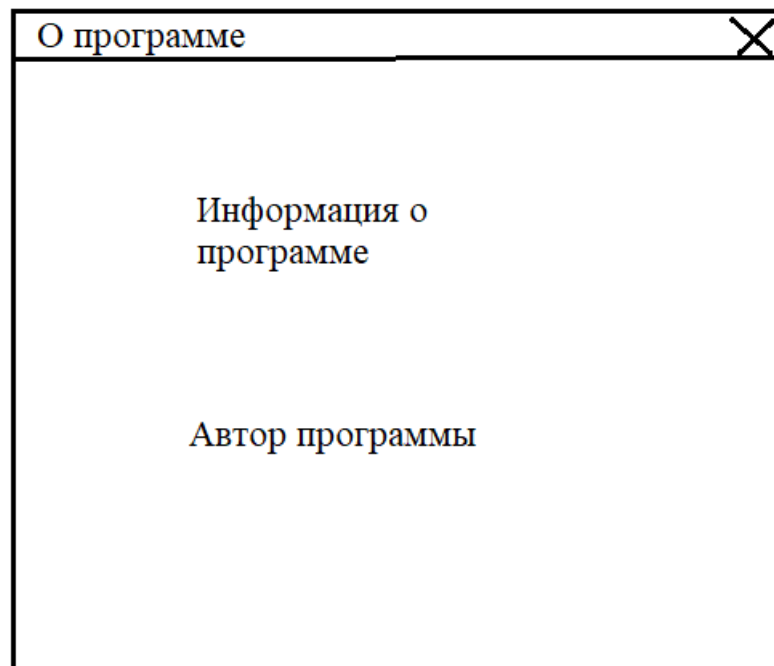 О программе
Информация о
программе
Автор программы